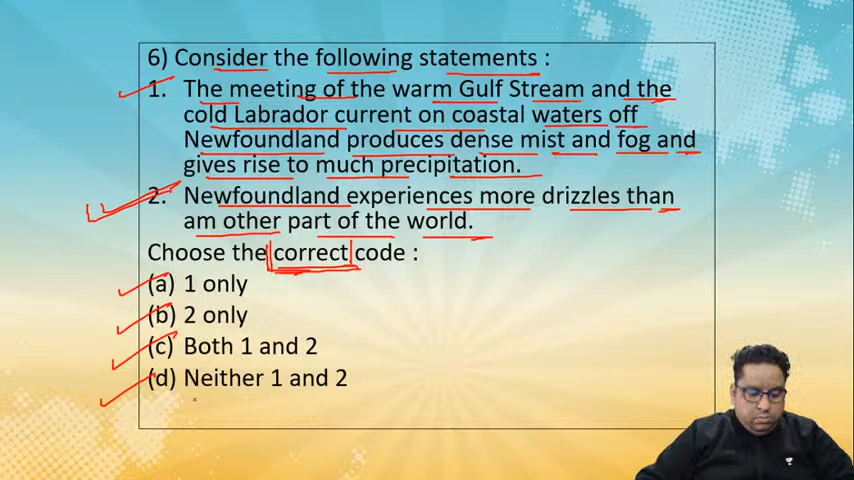 6) Consider the following statements :
1. The meeting of the warm Gulf Stream and the
cold Labrador current on coastal waters off
Newfoundland produces dense mist and fog and
gives rise to much precipitation.
2. Newfoundland experiences more drizzles than
am other part of the world.
Choose the correct code :
(a) 1 only
(b) 2 only
(c) Both 1 and 2
(d) Neither 1 and 2